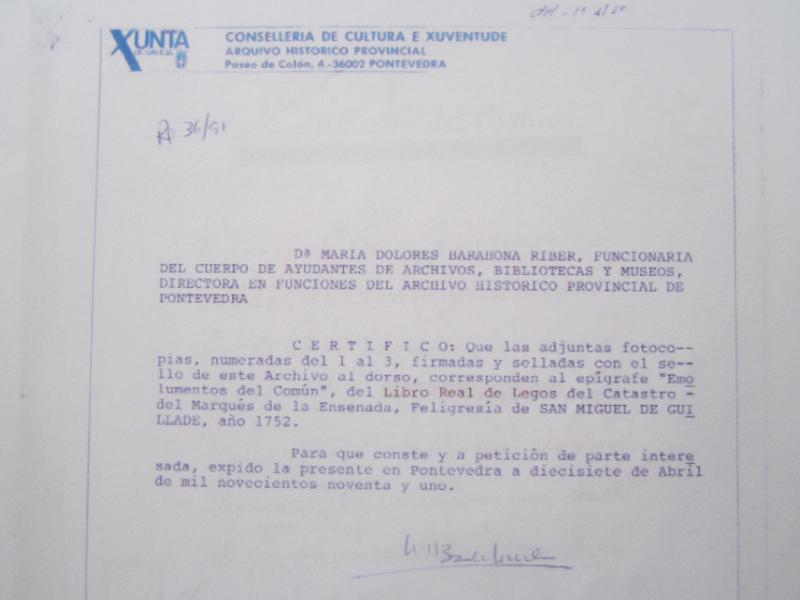 XUNTA
DE GALICIA
CONSELLERIA DE CULTURA E XUVENTUDE
ARQUIVO HISTORICO PROVINCIAL
Paseo de Colón, 4.-36002 PONTEVEDRA
36/91
Dª MARIA DOLORES BARAHONA RIBER, FUNCIONARIA
DEL CUERPO DE AYUDANTES DE ARCHIVOS, BIBLIOTECAS Y MUSEOS,
DIRECTORA EN FUNCIONES DEL ARCHIVO HISTORICO PROVINCIAL DE
PONTEVEDRA
C E R T I F I C O: Que las adjuntas fotoco--
pias, numeradas del 1 al 3, firmadas y selladas con el se--
llo de este Archivo al dorso, corresponden al epígrafe "Emo
lumentos del Común", del Libro Real de Legos del Catastro -
del Marqués de la Ensenada, Feligresía de SAN MIGUEL DE GUI
LLADE, año 1752.
Para que conste y a petición de parte intere
sada, expido la presente en Pontevedra a diecisiete de Abril
de mil novecientos noventa y uno.